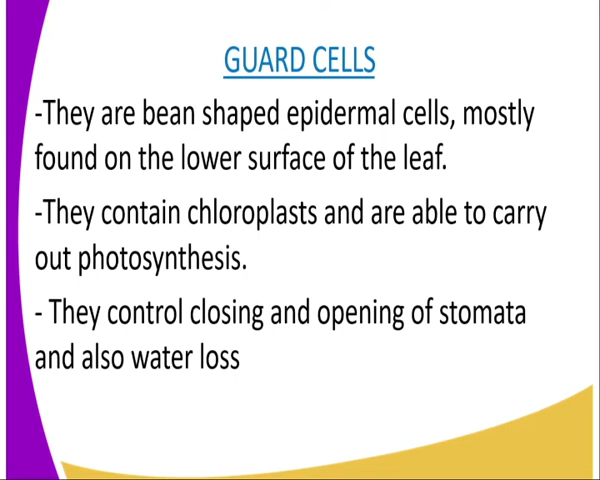 GUARD CELLS
-They are bean shaped epidermal cells, mostly
found on the lower surface of the leaf.
-They contain chloroplasts and are able to carry
out photosynthesis.
- They control closing and opening of stomata
and also water loss